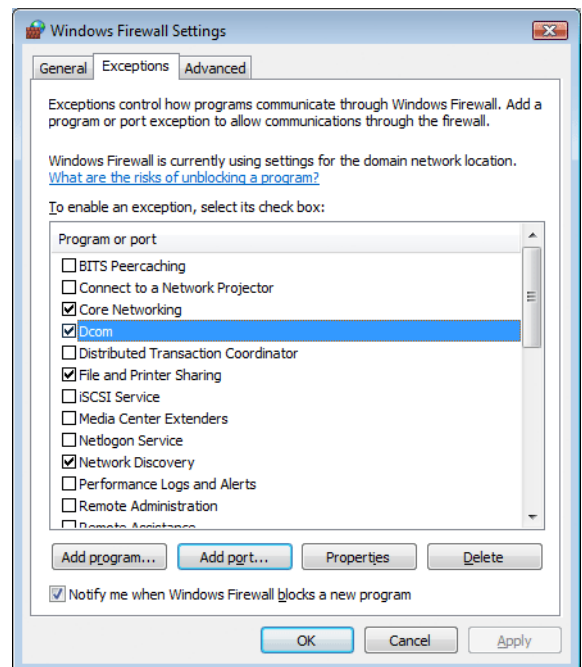 Windows Firewall Settings
General Exceptions Advanced
Exceptions control how programs communicate through Windows Firewall. Add a
program or port exception to allow communications through the firewall.
Windows Firewall is currently using settings for the domain network location.
What are the risks of unblocking a program?
To enable an exception, select its check box:
Program or port
BITS Peercaching
Connect to a Network Projector
Core Networking
Dcom
Distributed Transaction Coordinator
File and Printer Sharing
iSCSI Service
Media Center Extenders
Netlogon Service
Network Discovery
Performance Logs and Alerts
Remote Administration
Remote Assistance
Add program... Add port... Properties Delete
Notify me when Windows Firewall blocks a new program
OK Cancel Apply